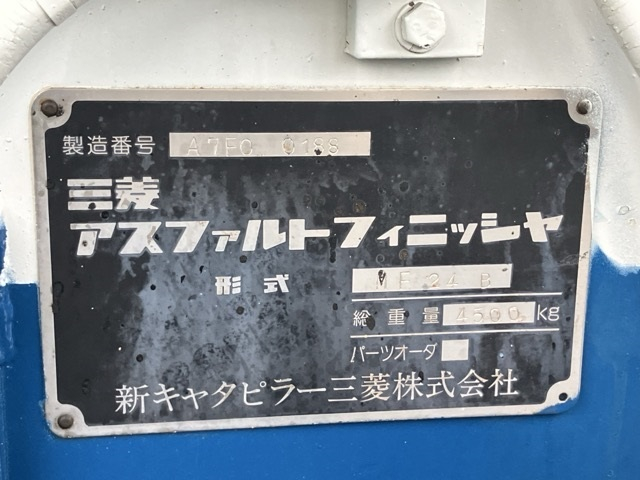 製造番号 A7FC 0188
三菱
アスファルトフィニッシャ
形式 MF24 B
総重量 4500 kg
パーツオーダ
新キャタピラー三菱株式会社